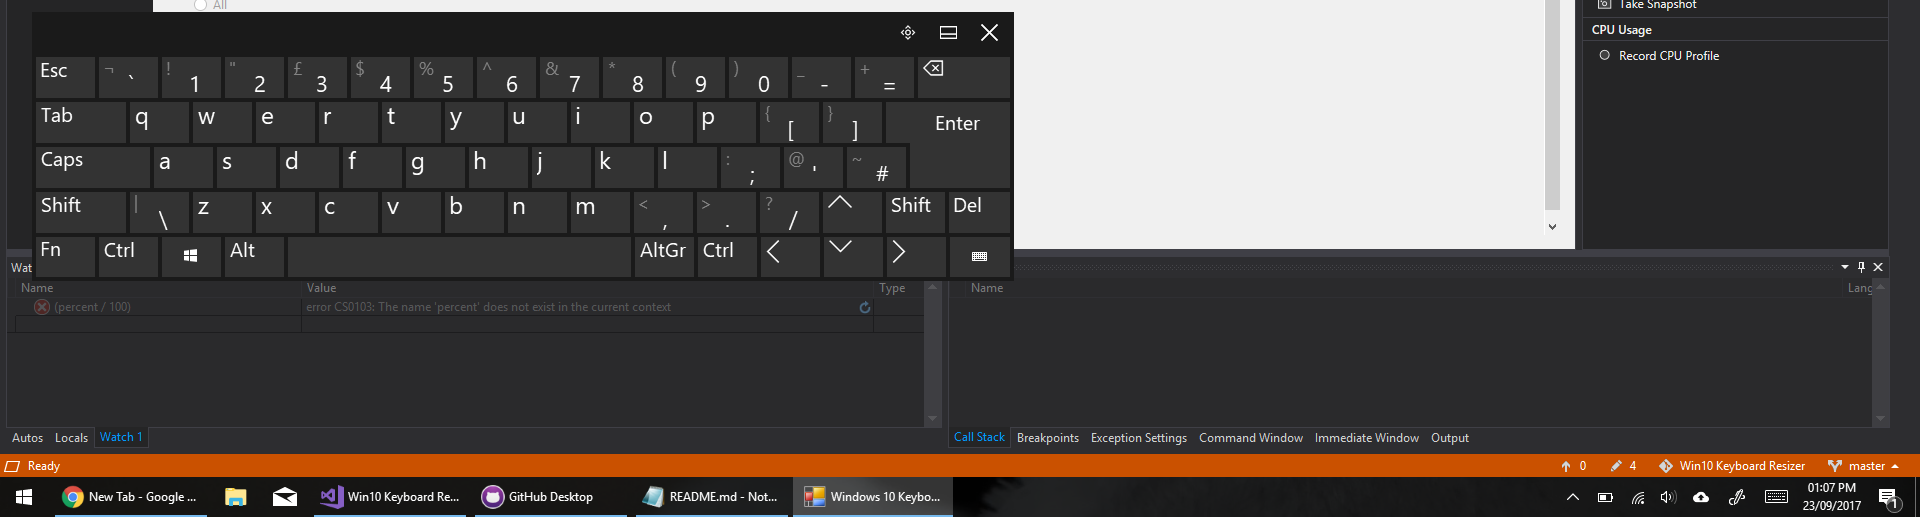 All
Take Snapshot
CPU Usage
Record CPU Profile
Esc ¬ ` ! 1 " 2 £ 3 $ 4 % 5 ^ 6 & 7 * 8 ( 9 ) 0 _ - + =
Tab q w e r t y u i o p { [ } ] Enter
Caps a s d f g h j k l : ; @ ' ~ #
Shift | \ z x c v b n m < , > . ? / Shift Del
Fn Ctrl Alt AltGr Ctrl
Wat
Name Value Type
(percent / 100) error CS0103: The name 'percent' does not exist in the current context
Name Lang
Autos Locals Watch 1
Call Stack Breakpoints Exception Settings Command Window Immediate Window Output
Ready 0 4 Win10 Keyboard Resizer master
New Tab - Google ... Win10 Keyboard Re... GitHub Desktop README.md - Not... Windows 10 Keybo...
01:07 PM
23/09/2017
1